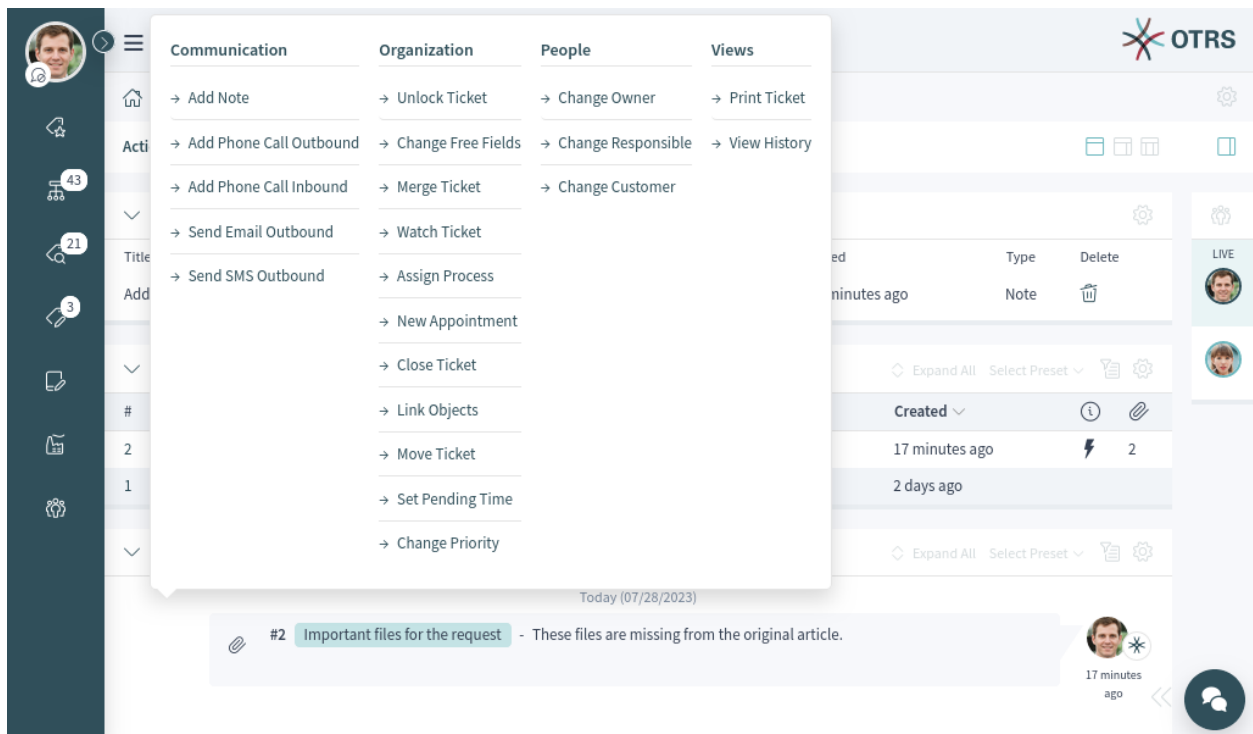 OTRS
Communication
Add Note
Add Phone Call Outbound
Add Phone Call Inbound
Send Email Outbound
Send SMS Outbound
Organization
Unlock Ticket
Change Free Fields
Merge Ticket
Watch Ticket
Assign Process
New Appointment
Close Ticket
Link Objects
Move Ticket
Set Pending Time
Change Priority
People
Change Owner
Change Responsible
Change Customer
Views
Print Ticket
View History
43
21
3
Acti
Title ed Type Delete
Add minutes ago Note
LIVE
Expand All Select Preset
# Created
2 17 minutes ago 2
1 2 days ago
Expand All Select Preset
Today (07/28/2023)
#2 Important files for the request - These files are missing from the original article.
17 minutes
ago